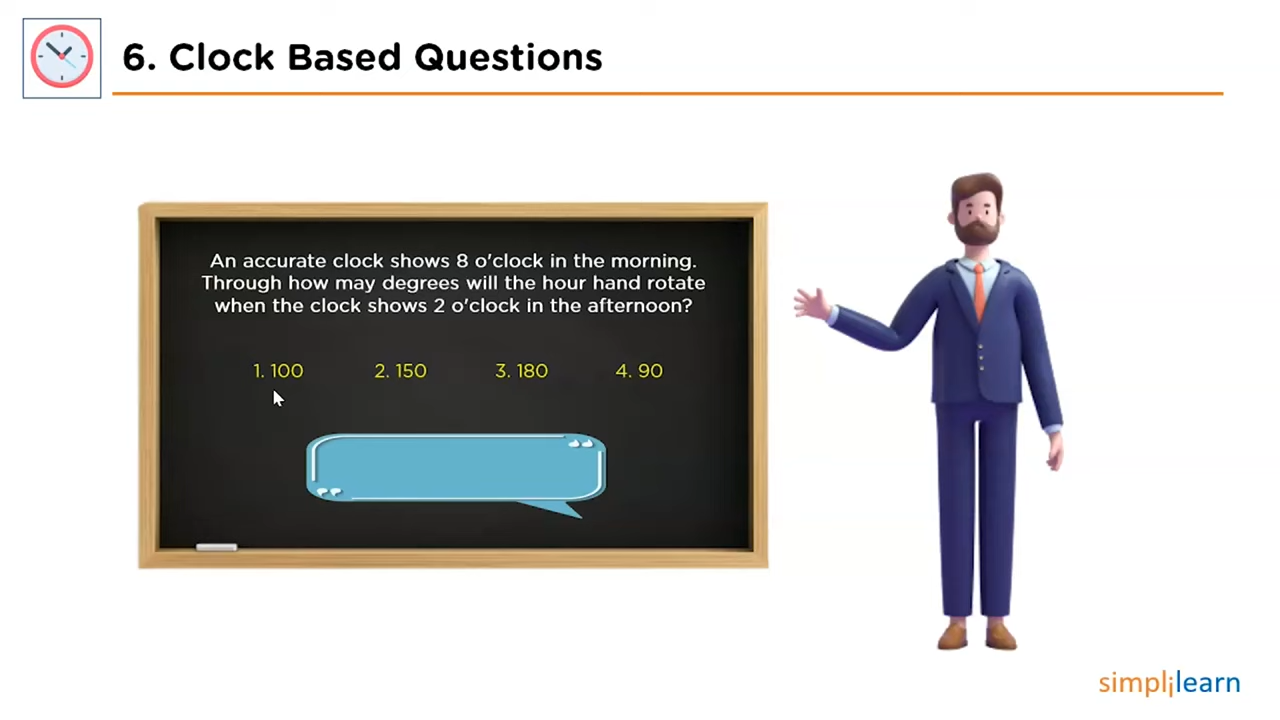 6. Clock Based Questions
An accurate clock shows 8 o'clock in the morning.
Through how may degrees will the hour hand rotate
when the clock shows 2 o'clock in the afternoon?
1. 100 2. 150 3. 180 4. 90
simplilearn